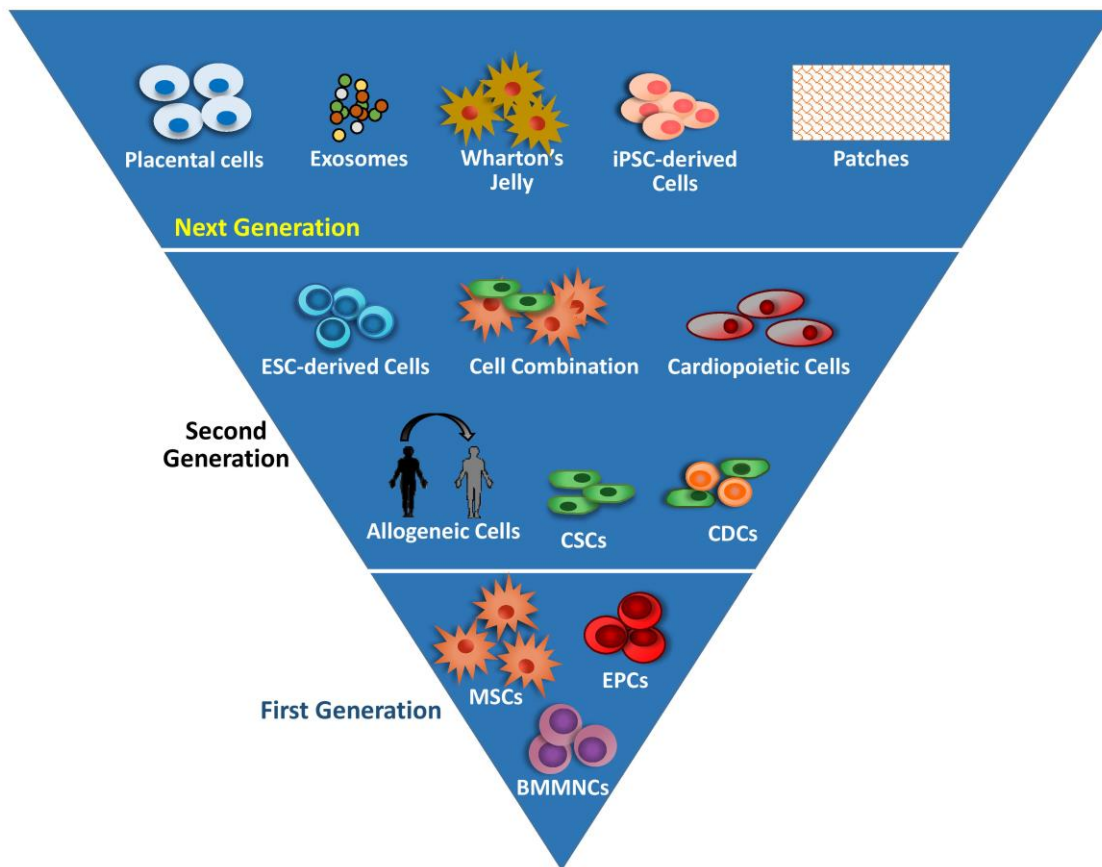 Placental cells
Exosomes
Wharton's
Jelly
iPSC-derived
Cells
Patches
Next Generation
ESC-derived Cells
Cell Combination
Cardiopoietic Cells
Second
Generation
Allogeneic Cells
CSCs
CDCs
MSCs
EPCs
First Generation
BMMNCs